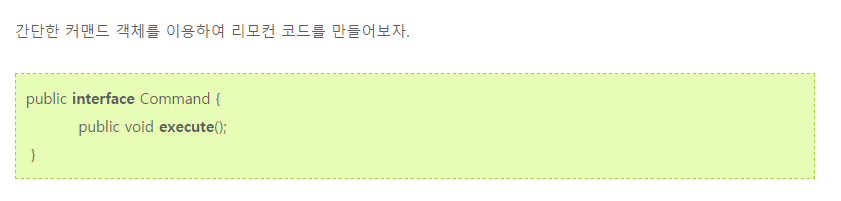 간단한 커맨드 객체를 이용하여 리모컨 코드를 만들어보자.
public interface Command {
public void execute();
}